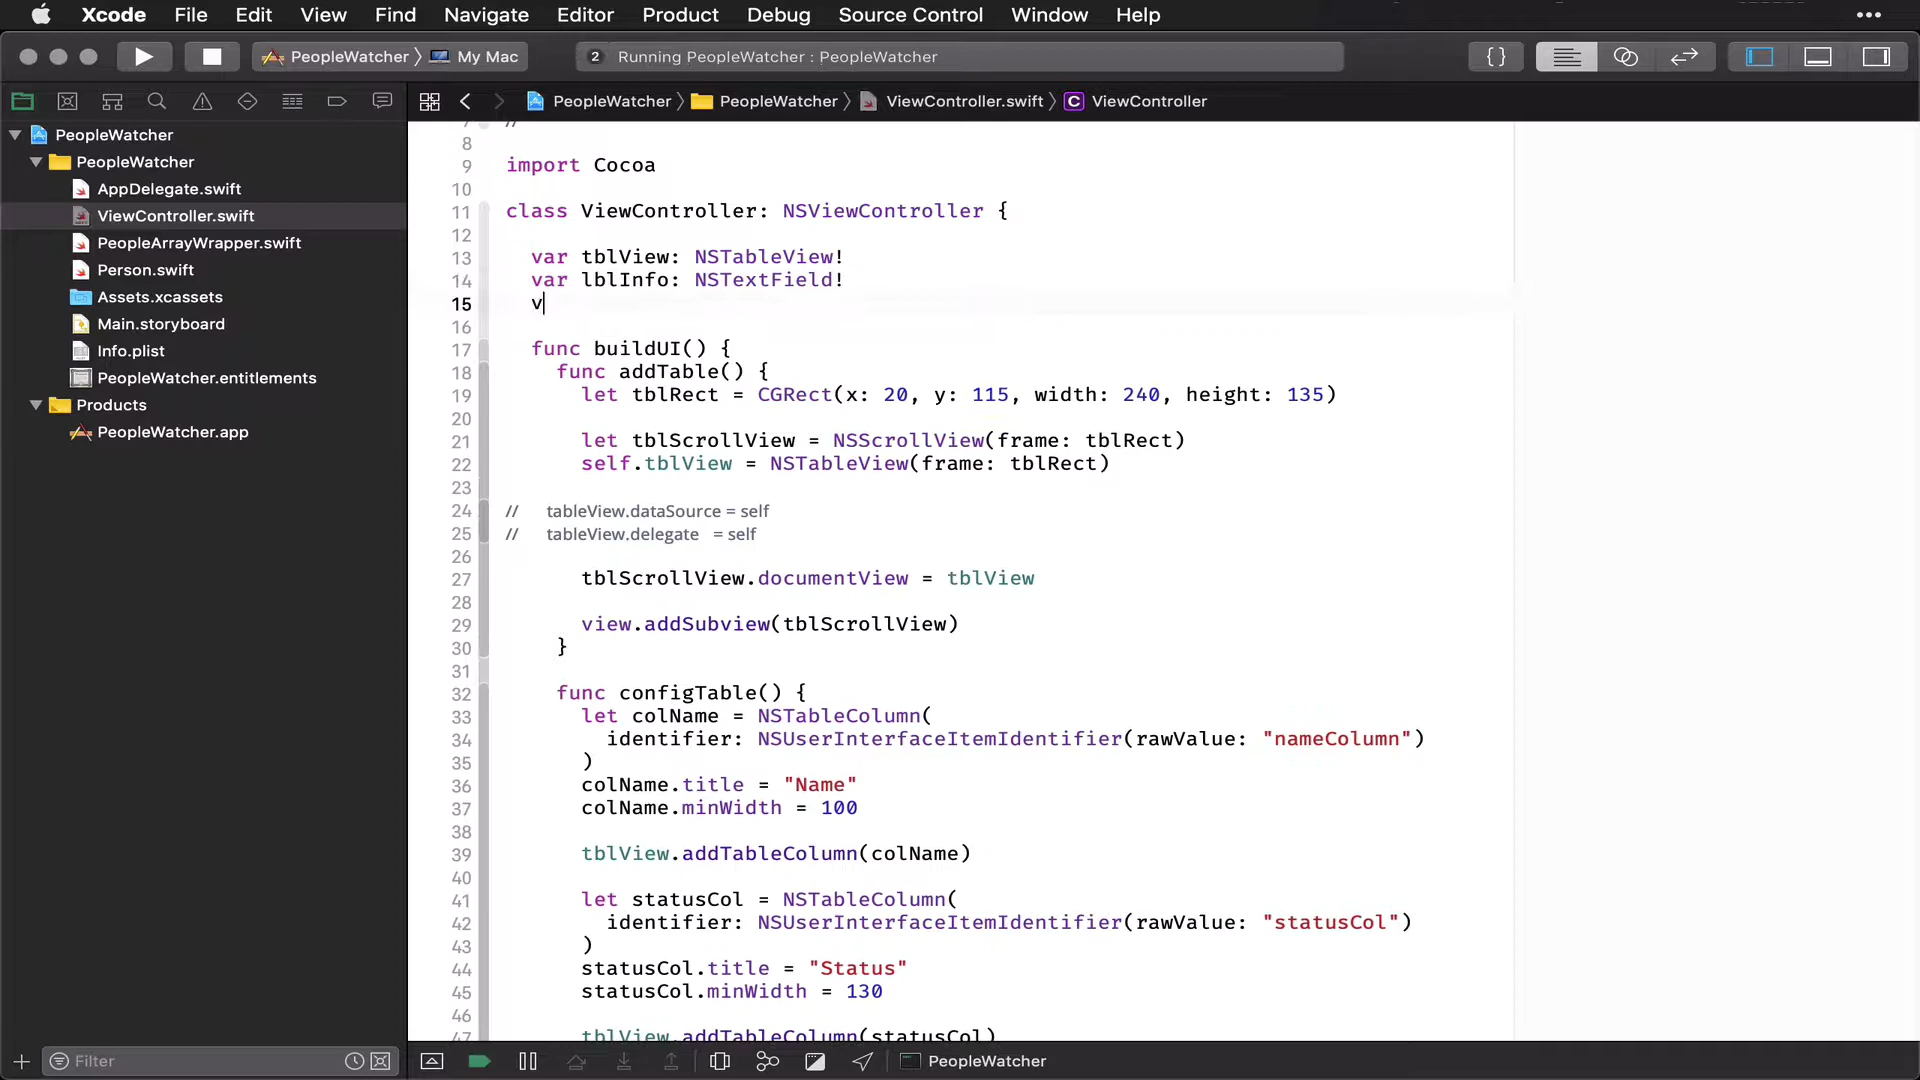 Xcode File Edit View Find Navigate Editor Product Debug Source Control Window Help
PeopleWatcher My Mac 2 Running PeopleWatcher : PeopleWatcher { }
PeopleWatcher PeopleWatcher ViewController.swift C ViewController
PeopleWatcher
PeopleWatcher
AppDelegate.swift
ViewController.swift
PeopleArrayWrapper.swift
Person.swift
Assets.xcassets
Main.storyboard
Info.plist
PeopleWatcher.entitlements
Products
PeopleWatcher.app
Filter
7 //
8
9 import Cocoa
10
11 class ViewController: NSViewController {
12
13 var tblView: NSTableView!
14 var lblInfo: NSTextField!
15 v
16
17 func buildUI() {
18 func addTable() {
19 let tblRect = CGRect(x: 20, y: 115, width: 240, height: 135)
20
21 let tblScrollView = NSScrollView(frame: tblRect)
22 self.tblView = NSTableView(frame: tblRect)
23
24 // tableView.dataSource = self
25 // tableView.delegate = self
26
27 tblScrollView.documentView = tblView
28
29 view.addSubview(tblScrollView)
30 }
31
32 func configTable() {
33 let colName = NSTableColumn(
34 identifier: NSUserInterfaceItemIdentifier(rawValue: "nameColumn")
35 )
36 colName.title = "Name"
37 colName.minWidth = 100
38
39 tblView.addTableColumn(colName)
40
41 let statusCol = NSTableColumn(
42 identifier: NSUserInterfaceItemIdentifier(rawValue: "statusCol")
43 )
44 statusCol.title = "Status"
45 statusCol.minWidth = 130
46
47 tblView.addTableColumn(statusCol)
PeopleWatcher